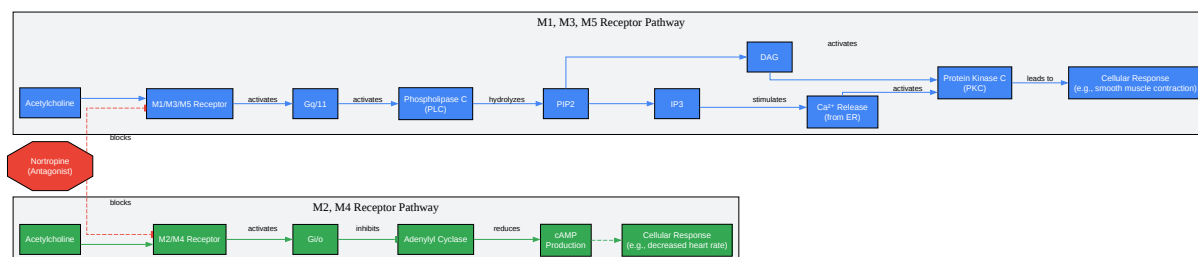 M1, M3, M5 Receptor Pathway
activates
DAG
Acetylcholine
M1/M3/M5 Receptor
activates
Gq/11
activates
Phospholipase C
(PLC)
hydrolyzes
PIP2
IP3
stimulates
Ca²⁺ Release
(from ER)
activates
Protein Kinase C
(PKC)
leads to
Cellular Response
(e.g., smooth muscle contraction)
blocks
Nortropine
(Antagonist)
blocks
M2, M4 Receptor Pathway
Acetylcholine
M2/M4 Receptor
activates
Gi/o
inhibits
Adenylyl Cyclase
reduces
cAMP
Production
Cellular Response
(e.g., decreased heart rate)